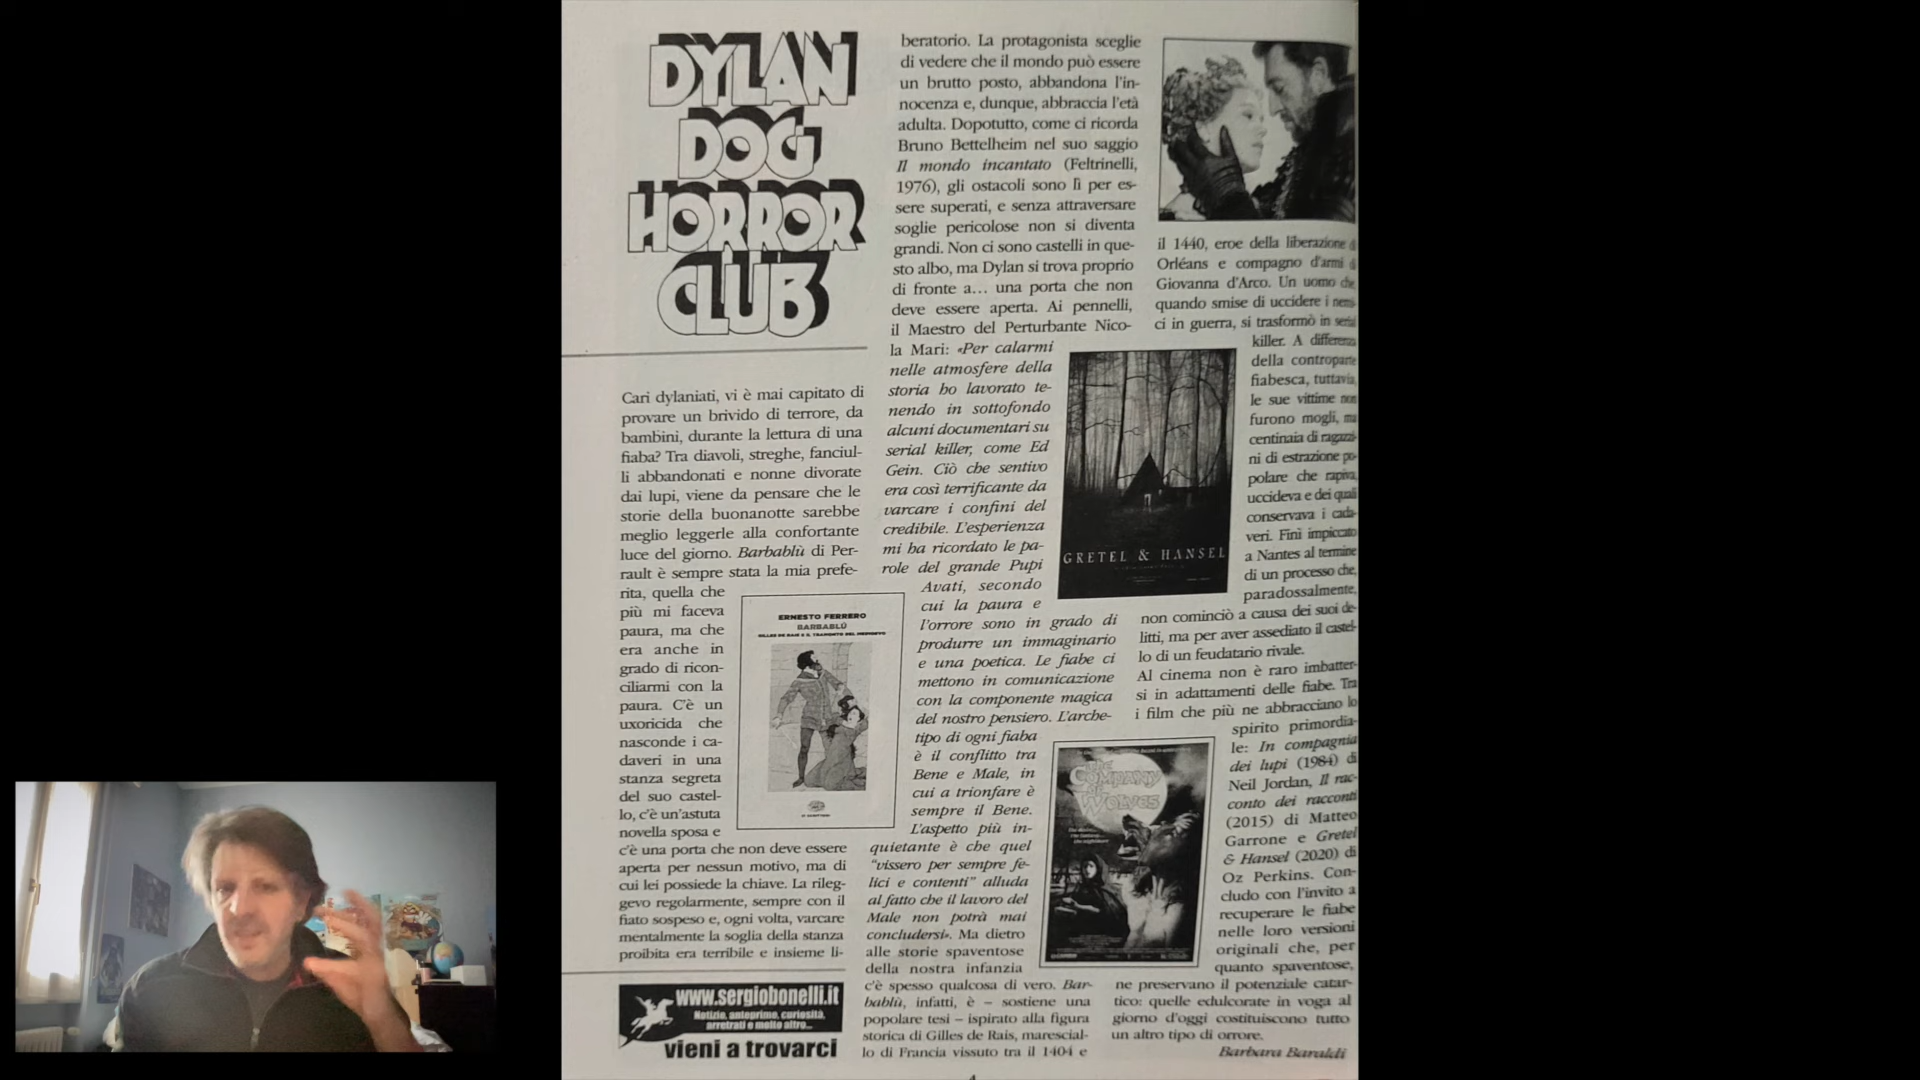 DYLAN
DOG
HORROR
CLUB
Cari dylaniati, vi è mai capitato di
provare un brivido di terrore, da
bambini, durante la lettura di una
fiaba? Tra diavoli, streghe, fanciul-
li abbandonati e nonne divorate
dai lupi, viene da pensare che le
storie della buonanotte sarebbe
meglio leggerle alla confortante
luce del giorno. Barbablù di Per-
rault è sempre stata la mia prefe-
rita, quella che
più mi faceva
paura, ma che
era anche in
grado di ricon-
ciliarmi con la
paura. C'è un
uxoricida che
nasconde i ca-
daveri in una
stanza segreta
del suo castel-
lo, c'è un'astuta
novella sposa e
c'è una porta che non deve essere
aperta per nessun motivo, ma di
cui lei possiede la chiave. La rileg-
gevo regolarmente, sempre con il
fiato sospeso e, ogni volta, varcare
mentalmente la soglia della stanza
proibita era terribile e insieme li-
ERNESTO FERRERO
BARBABLÙ
GILLES DE RAIS E IL TRAMONTO DEL MEDIOEVO
www.sergiobonelli.it
Notizie, anteprime, curiosità,
arretrati e molto altro...
vieni a trovarci
beratorio. La protagonista sceglie
di vedere che il mondo può essere
un brutto posto, abbandona l'in-
nocenza e, dunque, abbraccia l'età
adulta. Dopotutto, come ci ricorda
Bruno Bettelheim nel suo saggio
Il mondo incantato (Feltrinelli,
1976), gli ostacoli sono lì per es-
sere superati, e senza attraversare
soglie pericolose non si diventa
grandi. Non ci sono castelli in que-
sto albo, ma Dylan si trova proprio
di fronte a... una porta che non
deve essere aperta. Ai pennelli,
il Maestro del Perturbante Nico-
la Mari: «Per calarmi
nelle atmosfere della
storia ho lavorato te-
nendo in sottofondo
alcuni documentari su
serial killer, come Ed
Gein. Ciò che sentivo
era così terrificante da
varcare i confini del
credibile. L'esperienza
mi ha ricordato le pa-
role del grande Pupi
Avati, secondo
cui la paura e
l'orrore sono in grado di
produrre un immaginario
e una poetica. Le fiabe ci
mettono in comunicazione
con la componente magica
del nostro pensiero. L'arche-
tipo di ogni fiaba
è il conflitto tra
Bene e Male, in
cui a trionfare è
sempre il Bene.
L'aspetto più in-
quietante è che quel
"vissero per sempre fe-
lici e contenti" alluda
al fatto che il lavoro del
Male non potrà mai
concludersi». Ma dietro
alle storie spaventose
della nostra infanzia
c'è spesso qualcosa di vero. Bar-
bablù, infatti, è – sostiene una
popolare tesi – ispirato alla figura
storica di Gilles de Rais, marescial-
lo di Francia vissuto tra il 1404 e
il 1440, eroe della liberazione
Orléans e compagno d'armi
Giovanna d'Arco. Un uomo che
quando smise di uccidere i nemi-
ci in guerra, si trasformò in serial
killer. A differenza
della controparte
fiabesca, tuttavia,
le sue vittime non
furono mogli, ma
centinaia di ragazzi-
ni di estrazione po-
polare che rapiva,
uccideva e dei quali
conservava i cada-
veri. Finì impiccato
a Nantes al termine
di un processo che,
paradossalmente,
non cominciò a causa dei suoi de-
litti, ma per aver assediato il castel-
lo di un feudatario rivale.
Al cinema non è raro imbatter-
si in adattamenti delle fiabe. Tra
i film che più ne abbracciano lo
spirito primordia-
le: In compagnia
dei lupi (1984) di
Neil Jordan, Il rac-
conto dei racconti
(2015) di Matteo
Garrone e Gretel
& Hansel (2020) di
Oz Perkins. Con-
cludo con l'invito a
recuperare le fiabe
nelle loro versioni
originali che, per
quanto spaventose,
ne preservano il potenziale catar-
tico: quelle edulcorate in voga al
giorno d'oggi costituiscono tutto
un altro tipo di orrore.
Barbara Baraldi
GRETEL & HANSEL
THE
COMPANY
OF
WOLVES